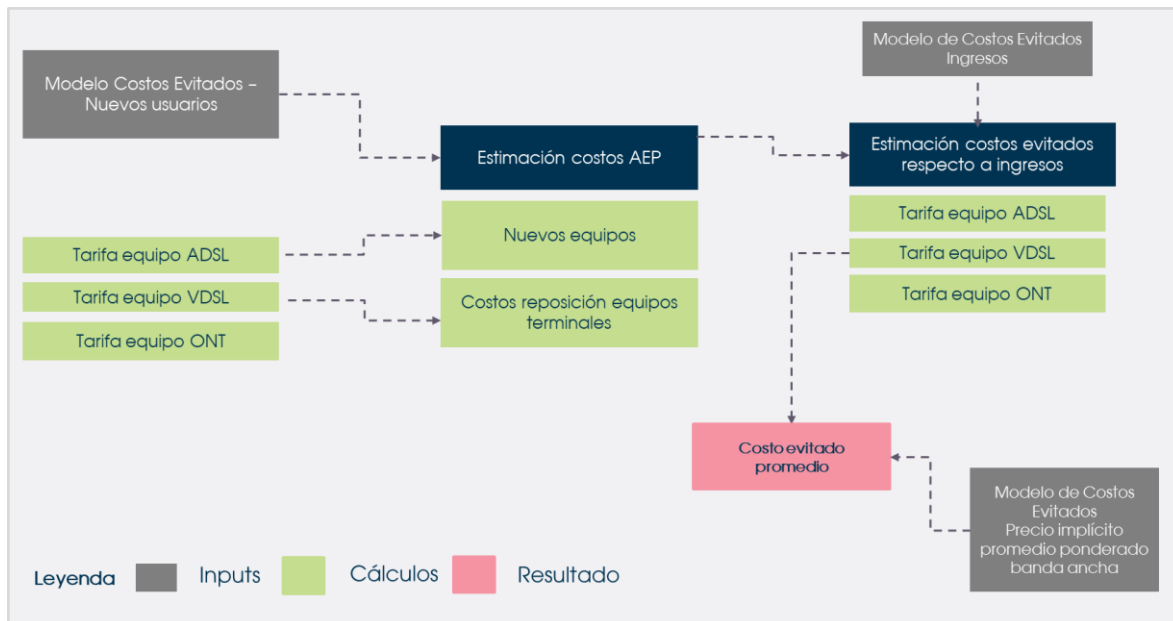 Modelo de Costos Evitados
Ingresos
Modelo Costos Evitados –
Nuevos usuarios
Estimación costos AEP
Estimación costos evitados
respecto a ingresos
Tarifa equipo ADSL
Tarifa equipo VDSL
Tarifa equipo ONT
Nuevos equipos
Costos reposición equipos
terminales
Tarifa equipo ADSL
Tarifa equipo VDSL
Tarifa equipo ONT
Costo evitado
promedio
Modelo de Costos
Evitados
Precio implícito
promedio ponderado
banda ancha
Leyenda
Inputs
Cálculos
Resultado